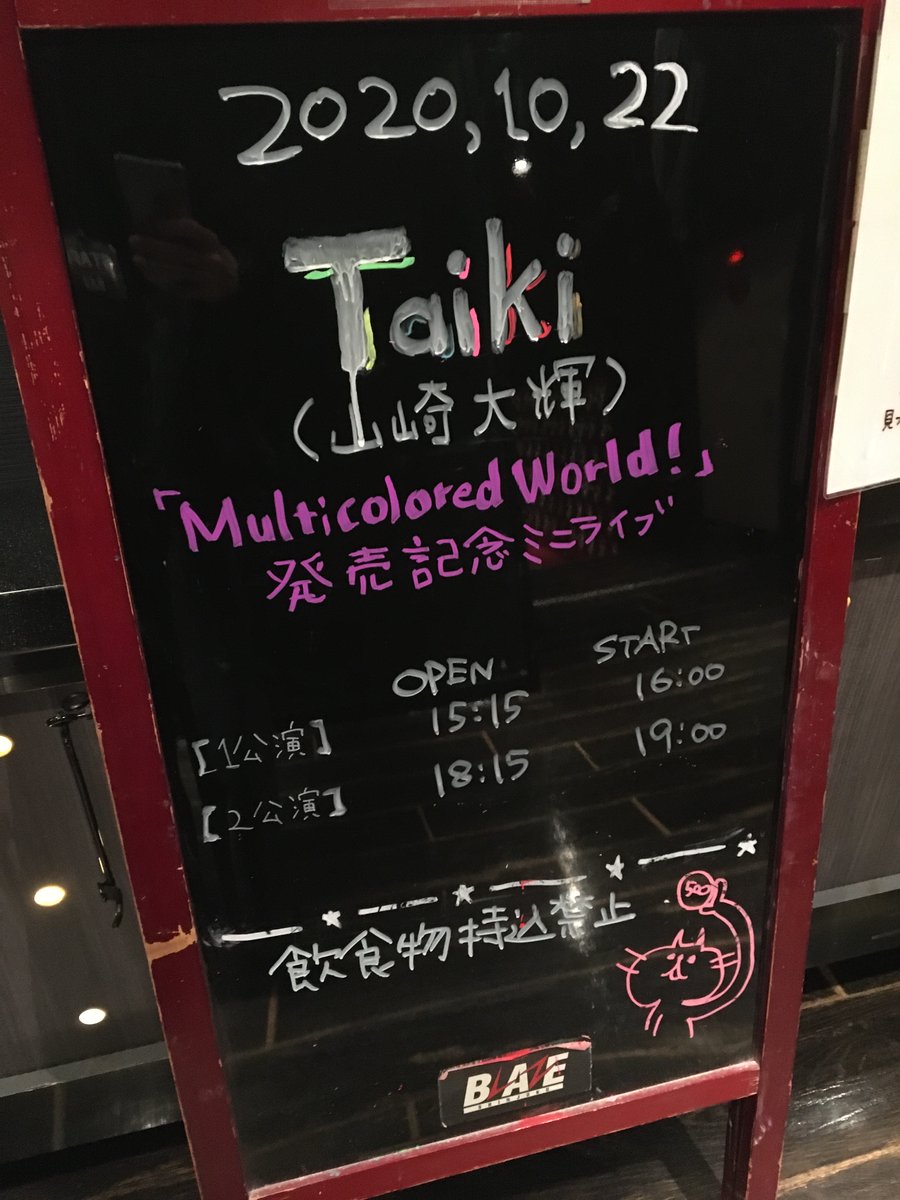 2020,10,22
Taiki
(山崎大輝)
「Multicolored World!」
発売記念ミニライブ
OPEN START
[1公演] 15:15 16:00
[2公演] 18:15 19:00
飲食物持込禁止
500
BLAZE
SHINJUKU